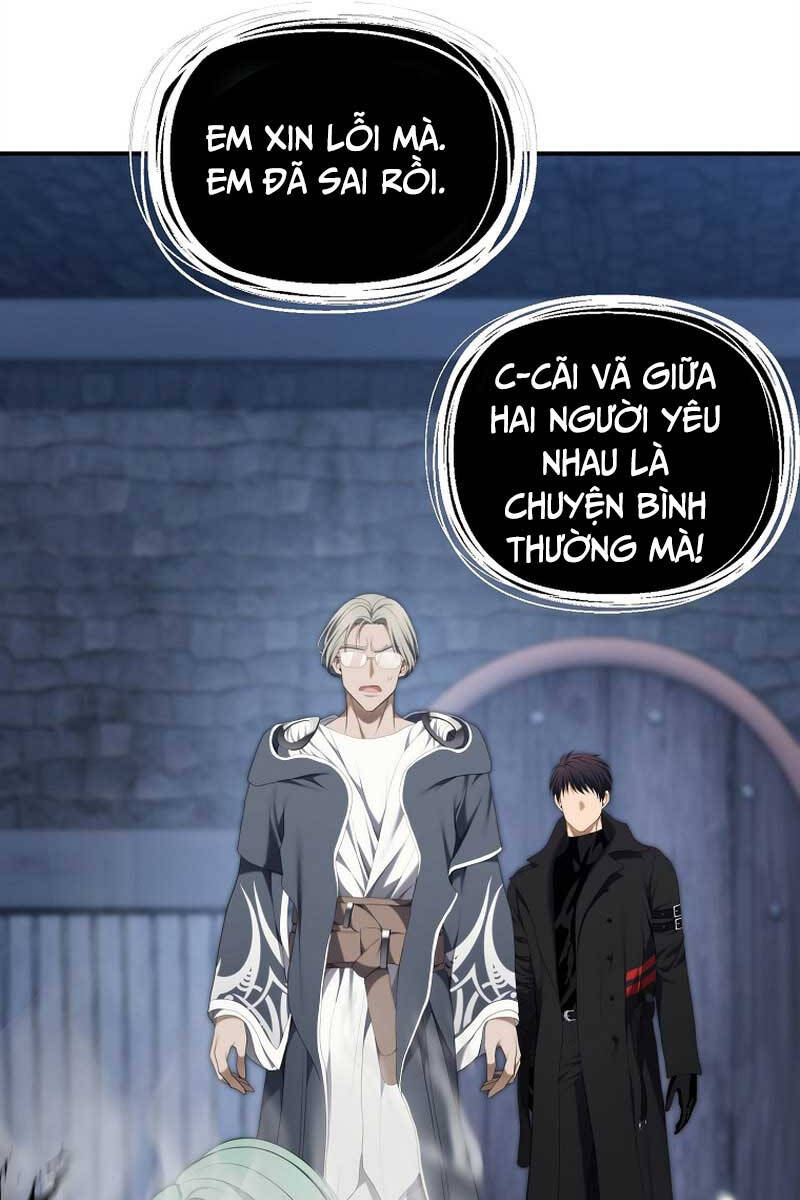 EM XIN LỖI MÀ.
EM ĐÃ SAI RỒI.
C-CÃI VÃ GIỮA
HAI NGƯỜI YÊU
NHAU LÀ
CHUYỆN BÌNH
THƯỜNG MÀ!